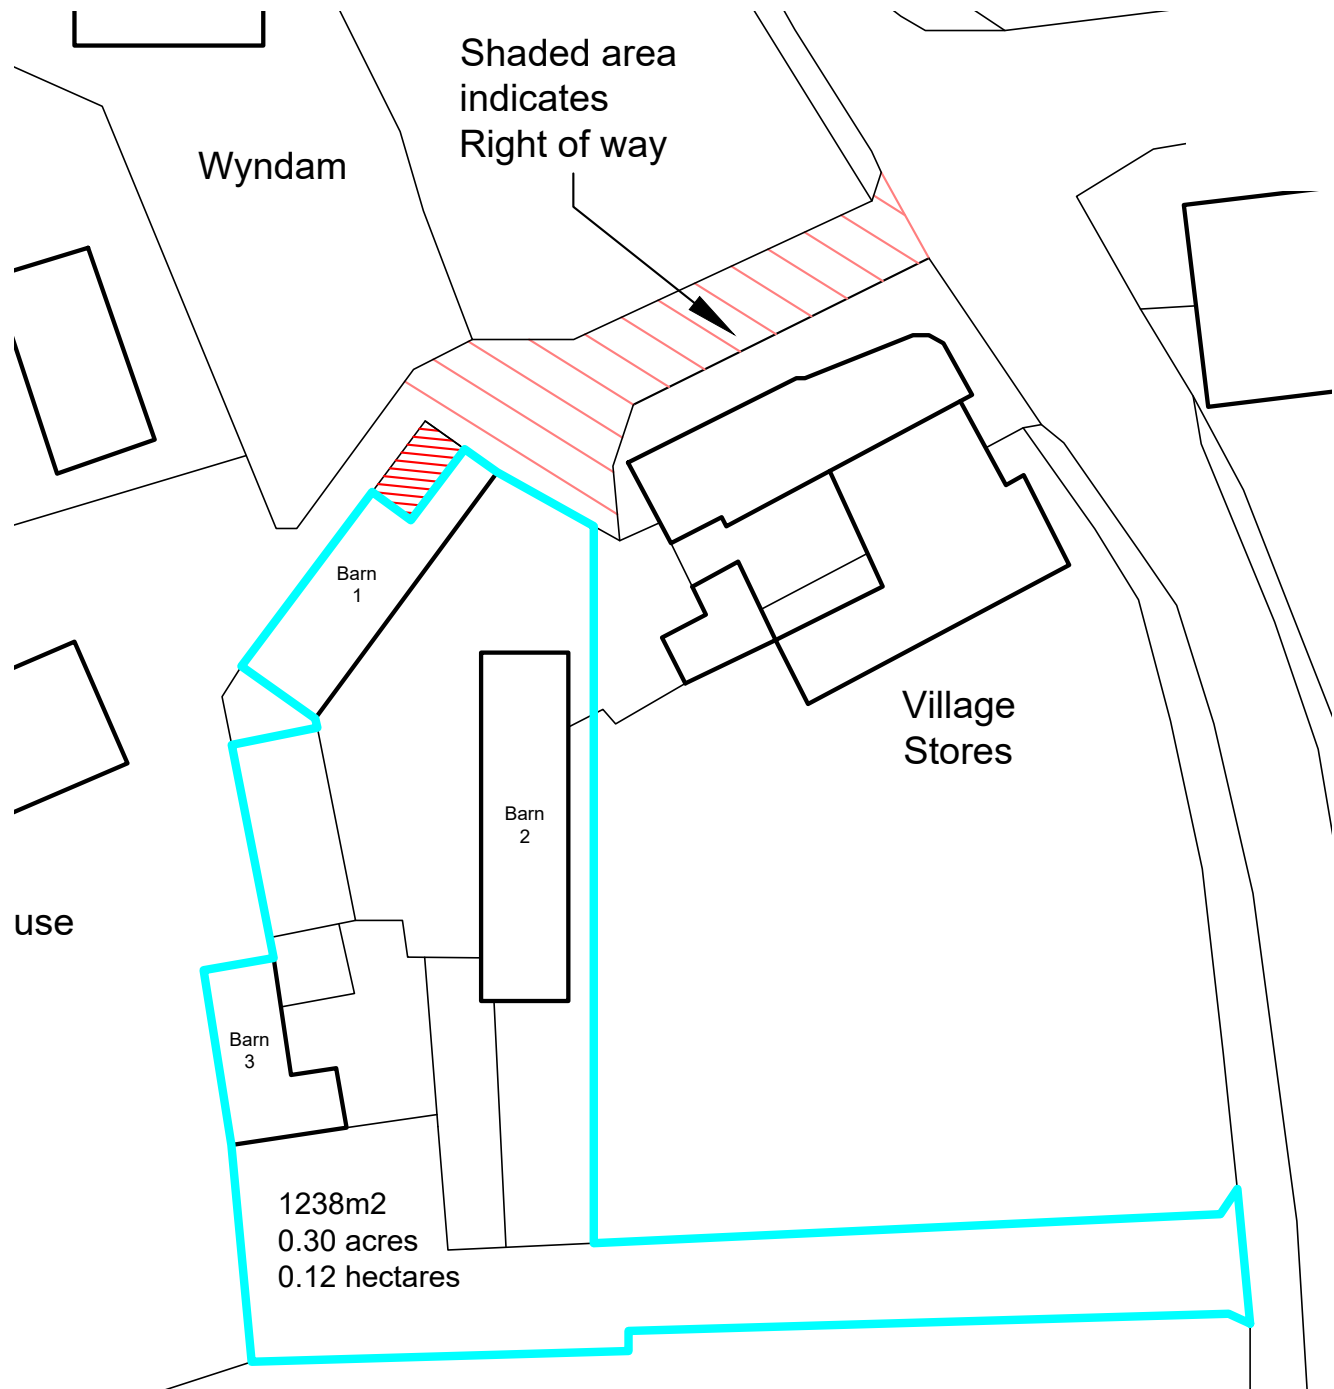 Shaded area
indicates
Right of way
Wyndam
Barn
1
Village
Stores
Barn
2
use
Barn
3
1238m2
0.30 acres
0.12 hectares